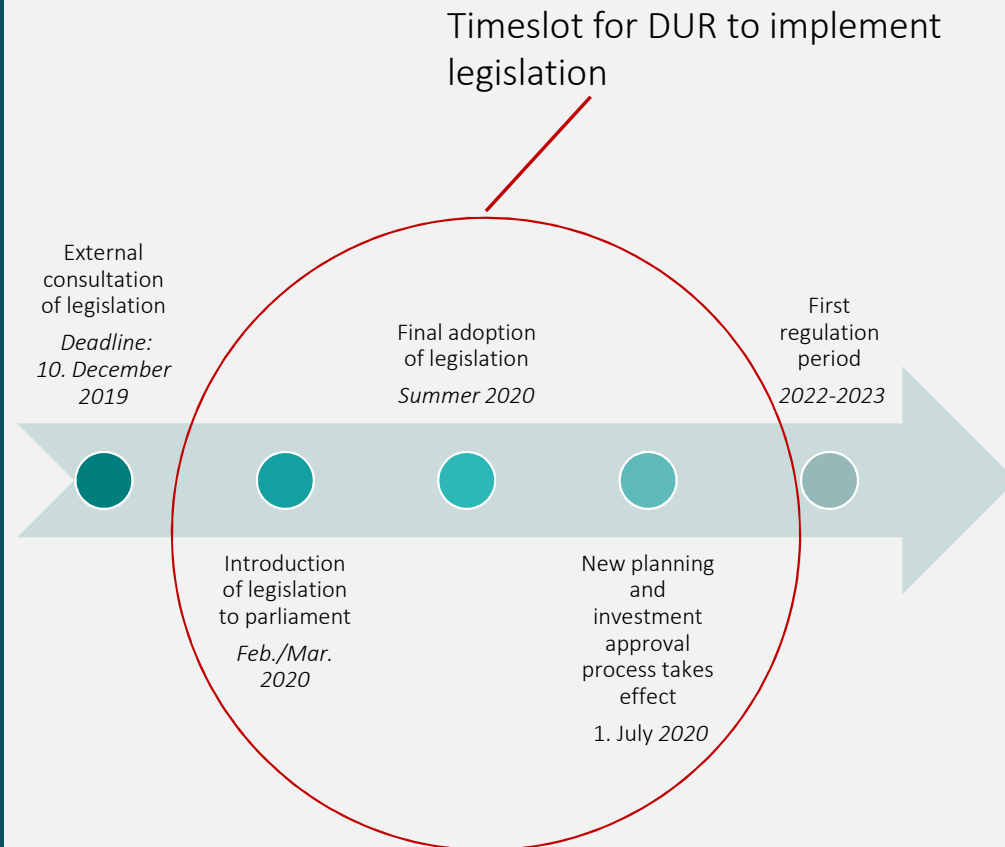 Timeslot for DUR to implement
legislation
External
consultation
of legislation
Deadline:
10. December
2019
Introduction
of legislation
to parliament
Feb./Mar.
2020
Final adoption
of legislation
Summer 2020
New planning
and
investment
approval
process takes
effect
1. July 2020
First
regulation
period
2022-2023